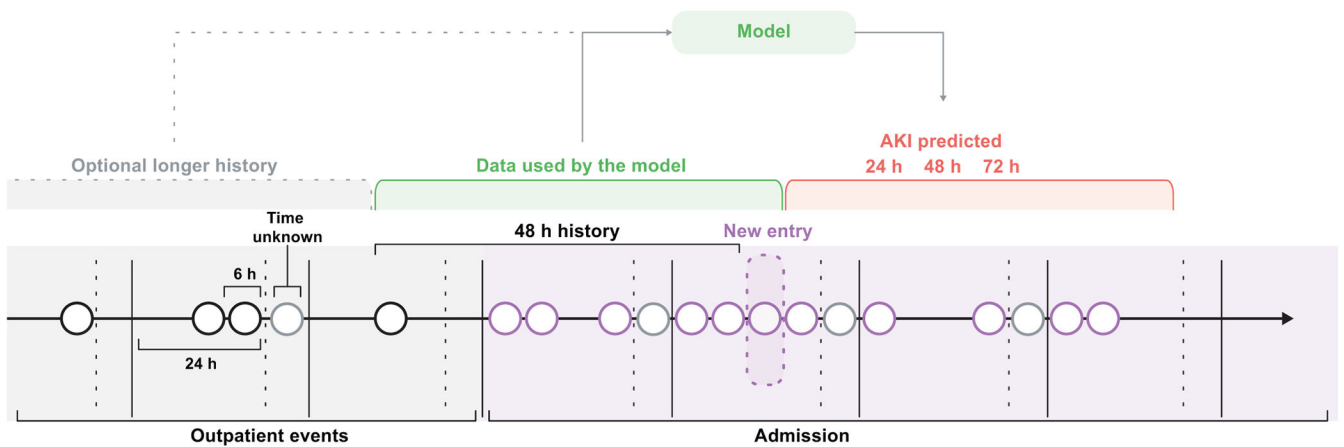 Model
AKI predicted
Optional longer history
Data used by the model
24 h 48 h 72 h
Time
unknown
48 h history
New entry
6 h
24 h
Outpatient events
Admission